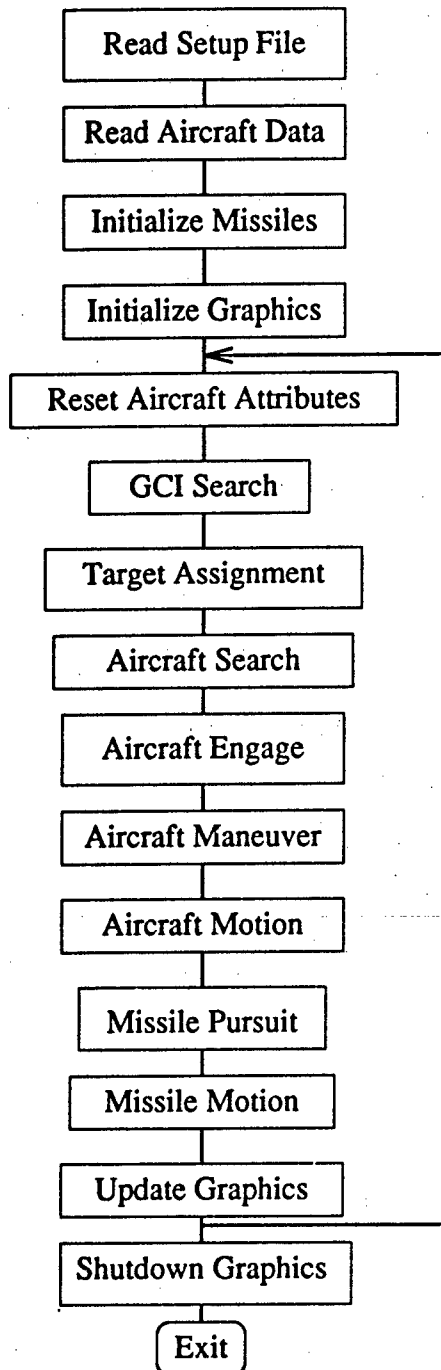 Read Setup File
Read Aircraft Data
Initialize Missiles
Initialize Graphics
Reset Aircraft Attributes
GCI Search
Target Assignment
Aircraft Search
Aircraft Engage
Aircraft Maneuver
Aircraft Motion
Missile Pursuit
Missile Motion
Update Graphics
Shutdown Graphics
Exit